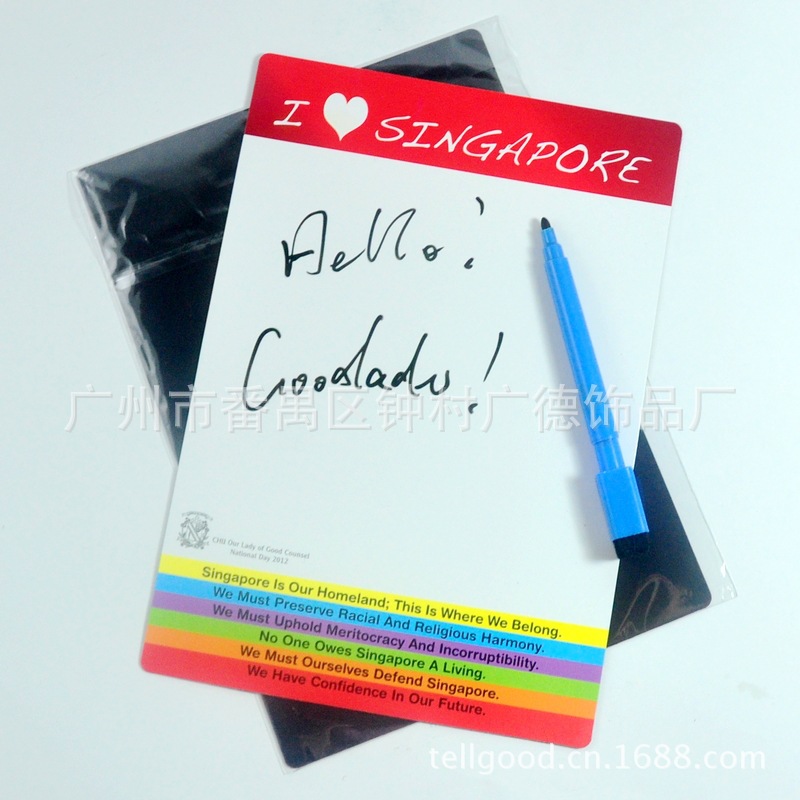 I ♥ SINGAPORE
Hello!
广州市番禺区钟村广德饰品厂
CHIJ Our Lady of Good Counsel
National Day 2012
Singapore Is Our Homeland; This Is Where We Belong.
We Must Preserve Racial And Religious Harmony.
We Must Uphold Meritocracy And Incorruptibility.
No One Owes Singapore A Living.
We Must Ourselves Defend Singapore.
We Have Confidence In Our Future.
tellgood.cn.1688.com